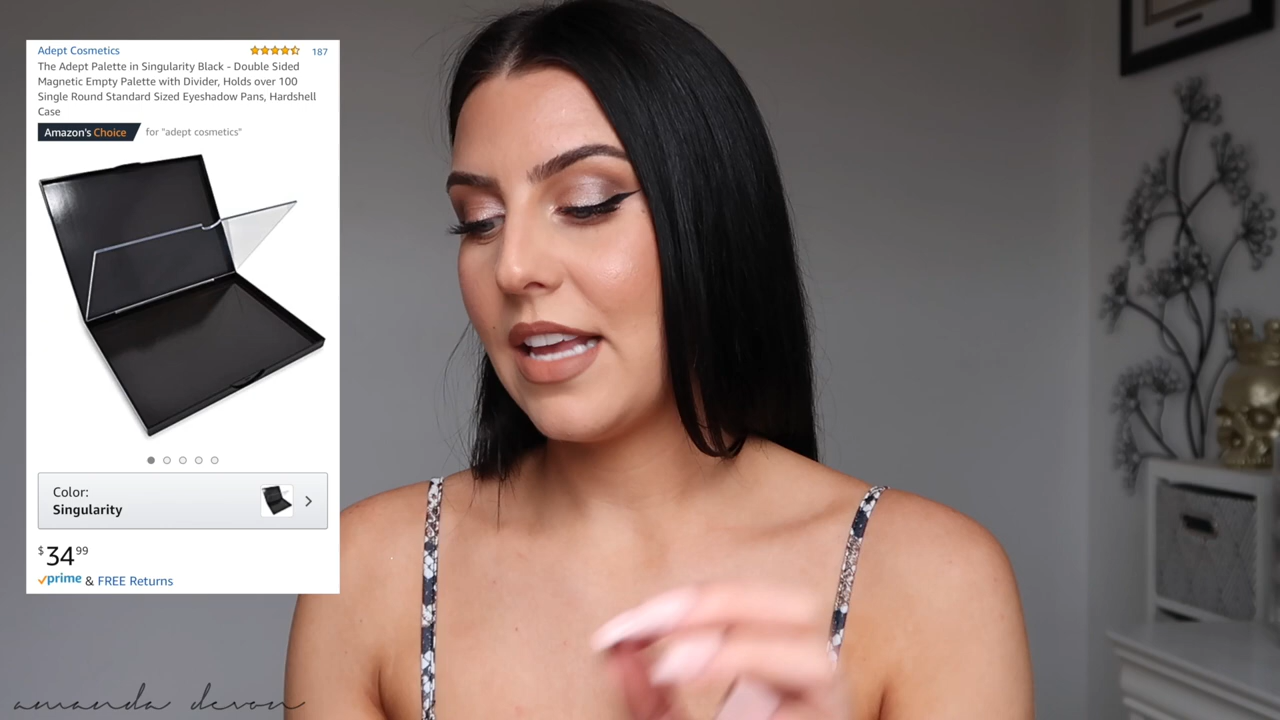 Adept Cosmetics 187
The Adept Palette in Singularity Black - Double Sided
Magnetic Empty Palette with Divider, Holds over 100
Single Round Standard Sized Eyeshadow Pans, Hardshell
Case
Amazon's Choice for "adept cosmetics"
Color:
Singularity
$34 99
prime & FREE Returns
amanda devon